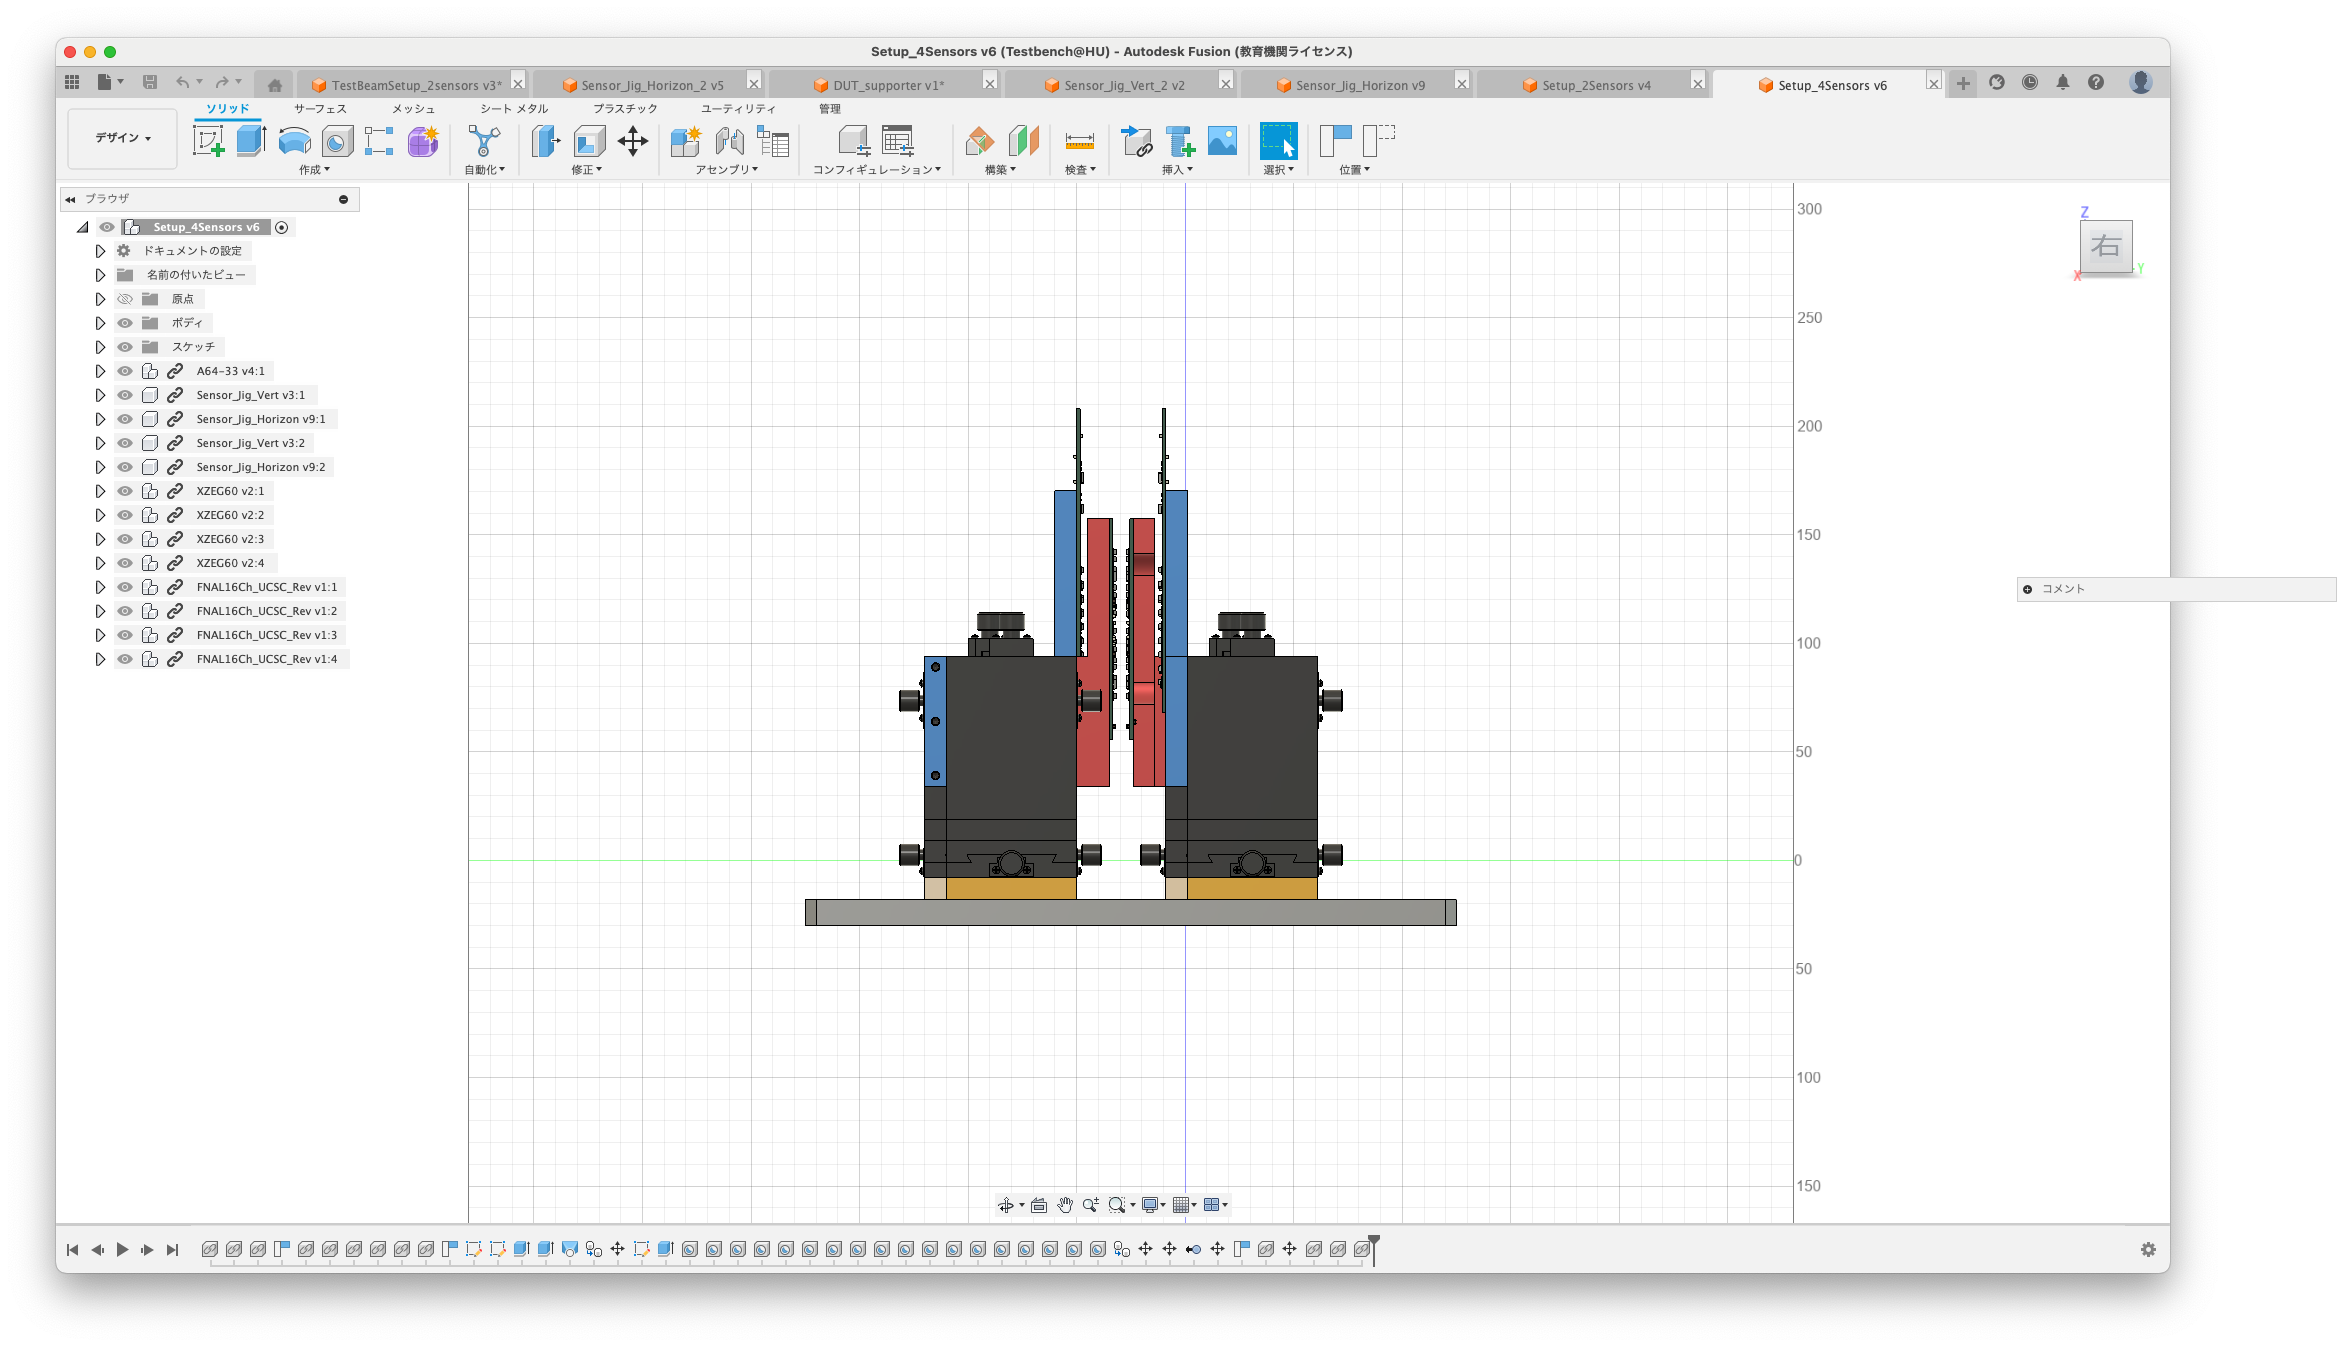 Setup_4Sensors v6 (Testbench@HU) - Autodesk Fusion (教育機関ライセンス)
TestBeamSetup_2sensors v3*
Sensor_Jig_Horizon_2 v5
DUT_supporter v1*
Sensor_Jig_Vert_2 v2
Sensor_Jig_Horizon v9
Setup_2Sensors v4
Setup_4Sensors v6
デザイン
ソリッド
サーフェス
メッシュ
シート メタル
プラスチック
ユーティリティ
管理
作成
自動化
修正
アセンブリ
コンフィギュレーション
構築
検査
挿入
選択
位置
ブラウザ
Setup_4Sensors v6
ドキュメントの設定
名前の付いたビュー
原点
ボディ
スケッチ
A64-33 v4:1
Sensor_Jig_Vert v3:1
Sensor_Jig_Horizon v9:1
Sensor_Jig_Vert v3:2
Sensor_Jig_Horizon v9:2
XZEG60 v2:1
XZEG60 v2:2
XZEG60 v2:3
XZEG60 v2:4
FNAL16Ch_UCSC_Rev v1:1
FNAL16Ch_UCSC_Rev v1:2
FNAL16Ch_UCSC_Rev v1:3
FNAL16Ch_UCSC_Rev v1:4
300
250
200
150
100
50
0
50
100
150
Z
右
X
Y
コメント